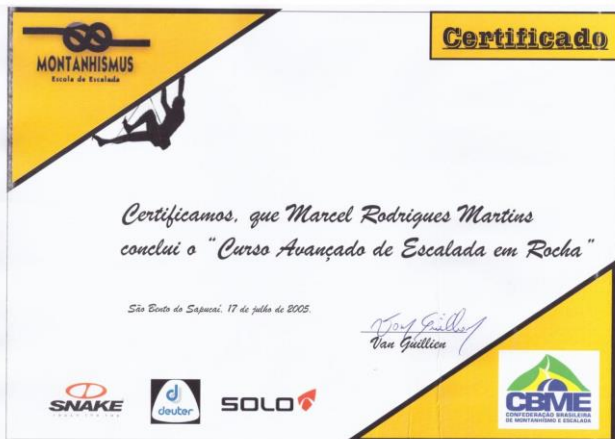 MONTANHISMUS
Escola de Escalada
Certificado
Certificamos, que Marcel Rodrigues Martins
conclui o "Curso Avançado de Escalada em Rocha"
São Bento do Sapucaí, 17 de julho de 2005.
Van Guillien
SNAKE
d
deuter
SOLO
CBME
CONFEDERAÇÃO BRASILEIRA
DE MONTANHISMO E ESCALADA